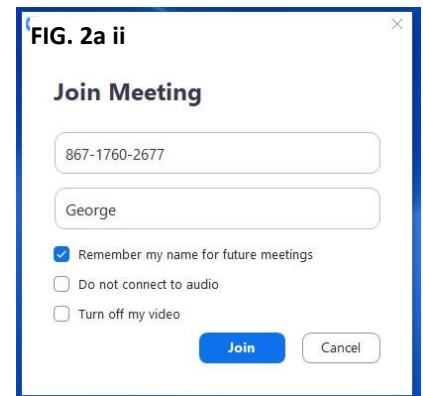 FIG. 2a ii
Join Meeting
867-1760-2677
George
Remember my name for future meetings
Do not connect to audio
Turn off my video
Join Cancel